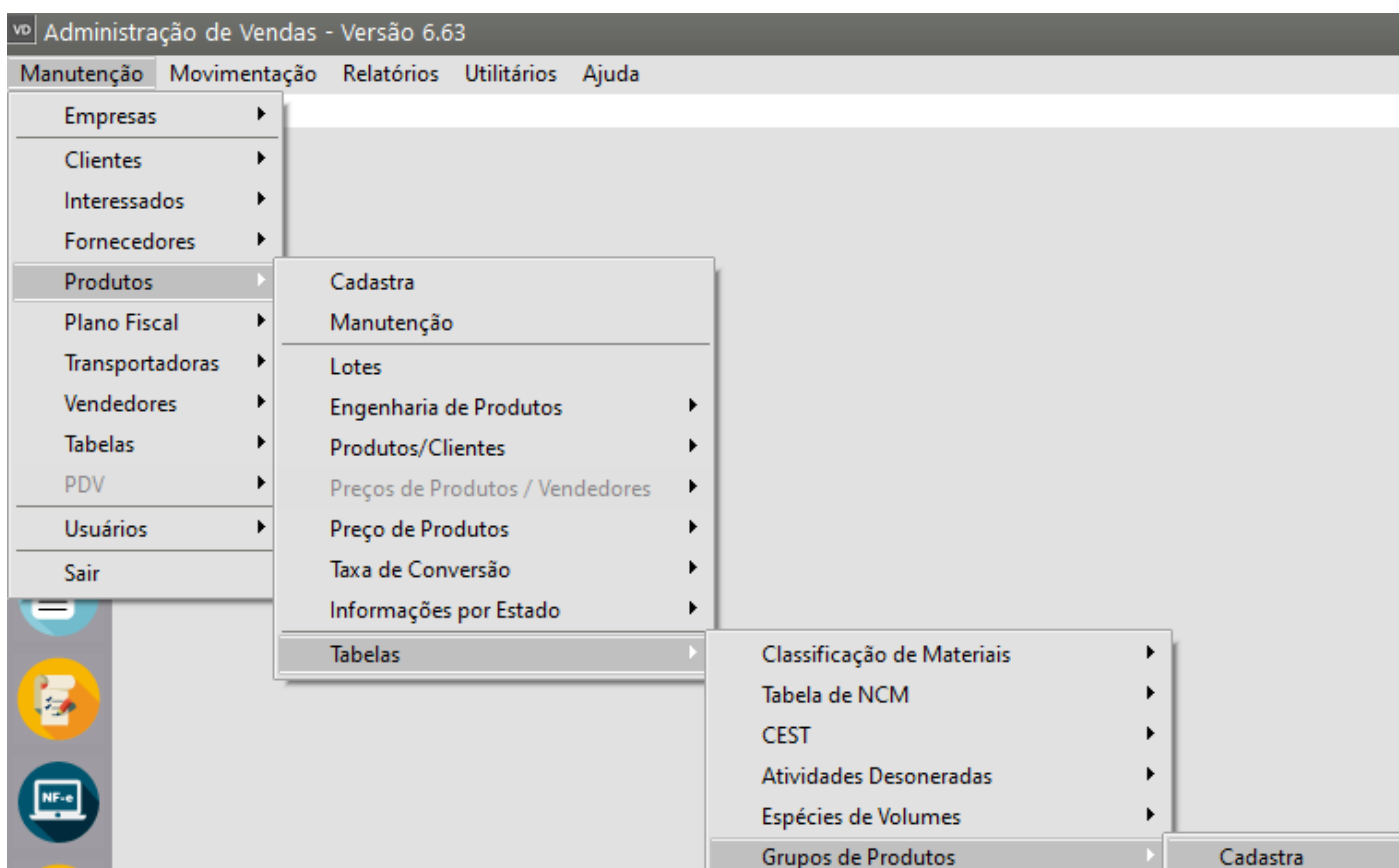 VD Administração de Vendas - Versão 6.63
Manutenção Movimentação Relatórios Utilitários Ajuda
Empresas
Clientes
Interessados
Fornecedores
Produtos
Plano Fiscal
Transportadoras
Vendedores
Tabelas
PDV
Usuários
Sair
Cadastra
Manutenção
Lotes
Engenharia de Produtos
Produtos/Clientes
Preços de Produtos / Vendedores
Preço de Produtos
Taxa de Conversão
Informações por Estado
Tabelas
Classificação de Materiais
Tabela de NCM
CEST
Atividades Desoneradas
Espécies de Volumes
Grupos de Produtos
Cadastra
NF-e